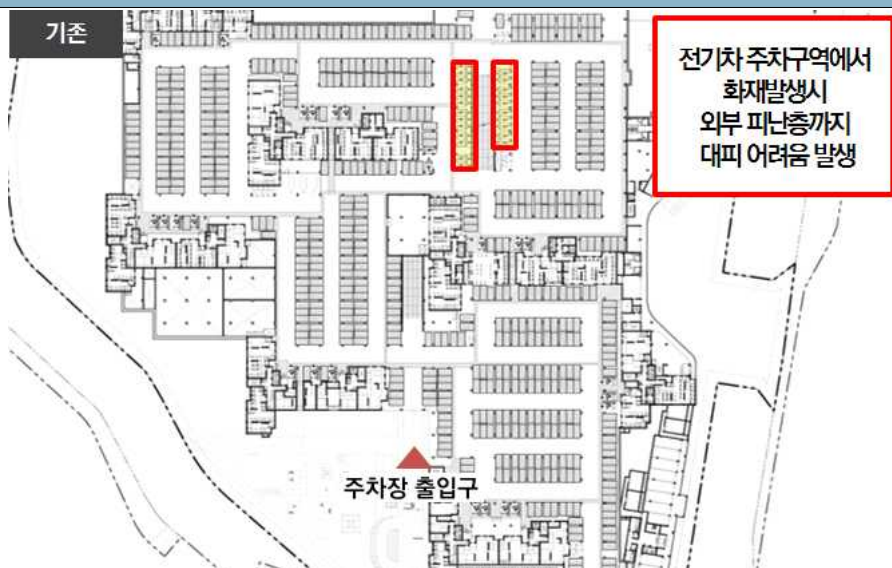 기존
전기차 주차구역에서
화재발생시
외부 피난층까지
대피 어려움 발생
주차장 출입구